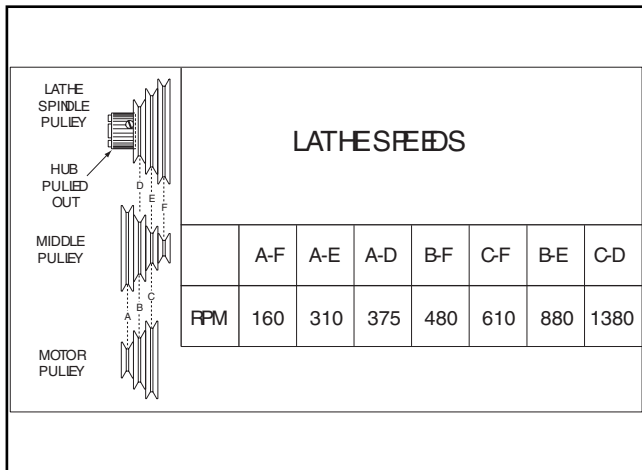 LATHE
SPINDLE
PULLEY
HUB
PULLED
OUT
MIDDLE
PULLEY
MOTOR
PULLEY
D
E
F
A
B
C
LATHE SPEEDS
A-F A-E A-D B-F C-F B-E C-D
RPM 160 310 375 480 610 880 1380